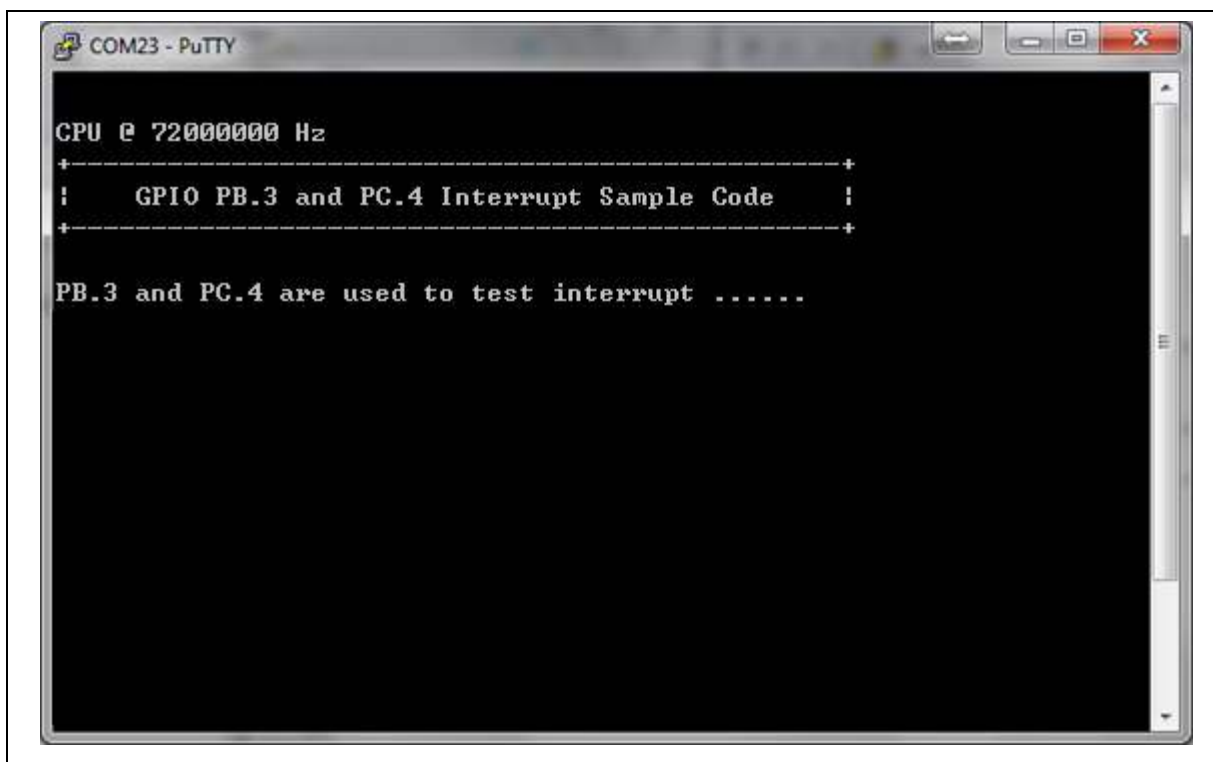 COM23 - PuTTY
CPU @ 72000000 Hz
+------------------------------------------------+
|     GPIO PB.3 and PC.4 Interrupt Sample Code     |
+------------------------------------------------+
PB.3 and PC.4 are used to test interrupt ......